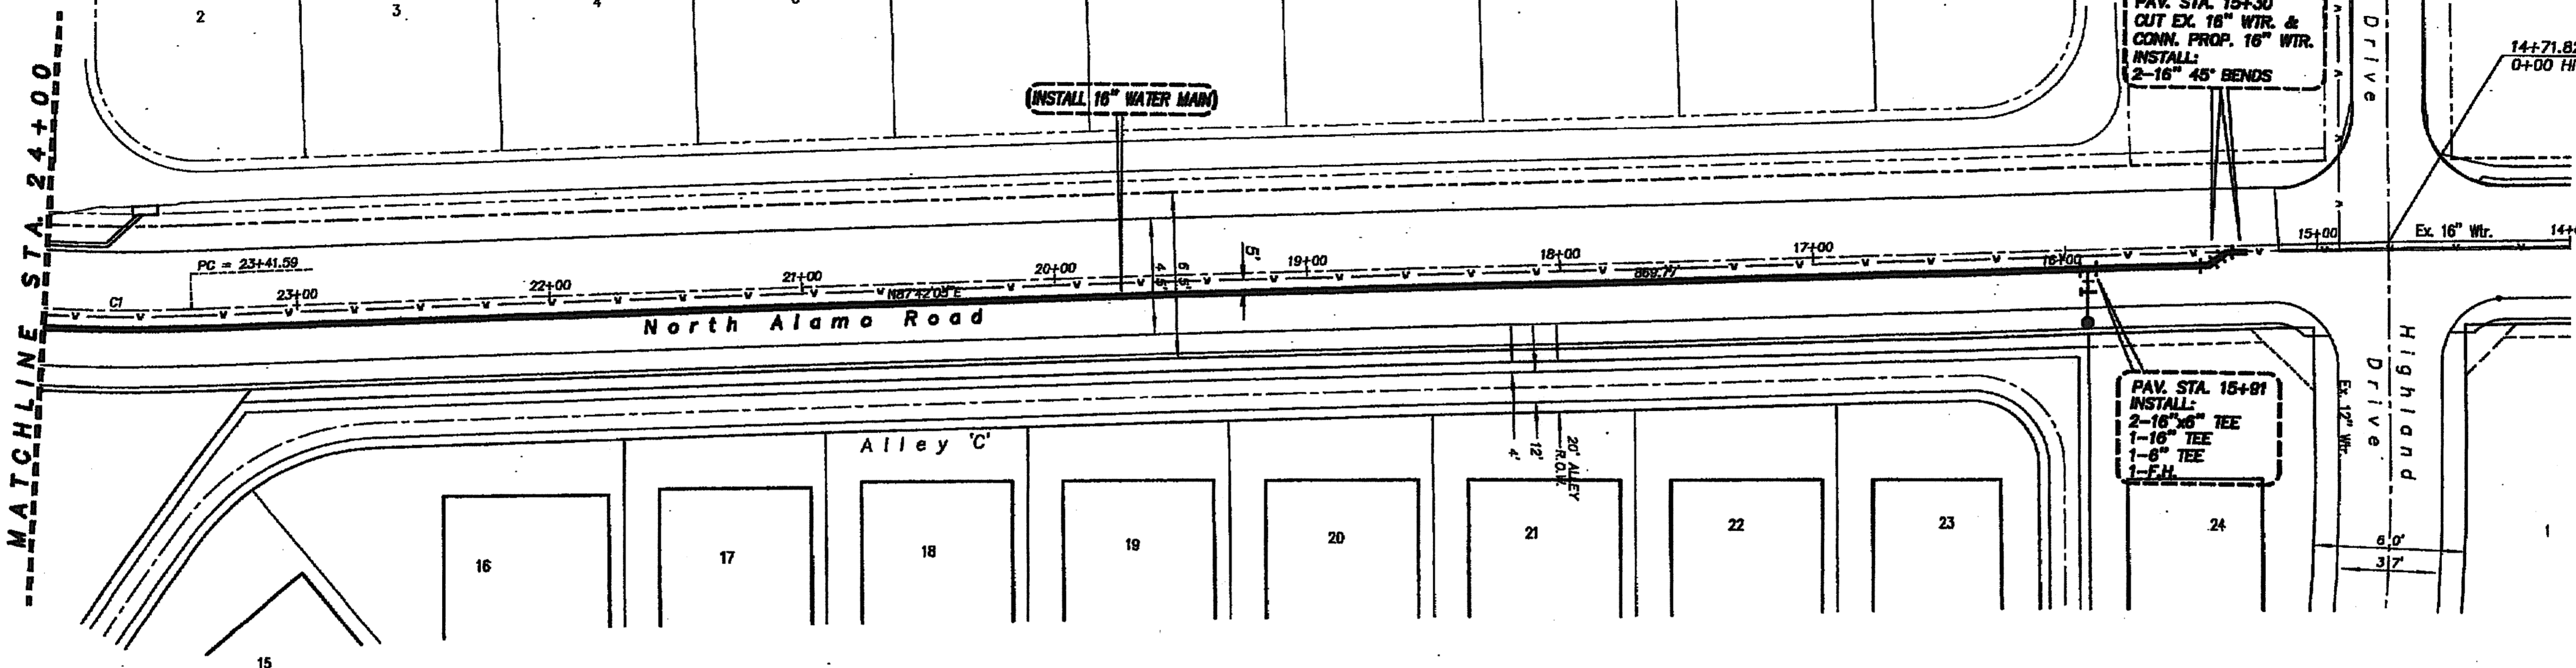 2
3
4
PAV. STA. 15+30
CUT EX. 16" WTR. &
CONN. PROP. 16" WTR.
INSTALL:
2-16" 45° BENDS
Drive
14+71.82
0+00
MATCHLINE STA. 24+00
INSTALL 16" WATER MAIN
PC = 23+41.59
C1
23+00
22+00
21+00
20+00
19+00
18+00
17+00
16+00
15+00
Ex. 16" Wtr.
N87°42'05"E
869.77'
5'
45'
65'
North Alamo Road
Alley 'C'
4'
12'
20' ALLEY
R.O.W.
PAV. STA. 15+91
INSTALL:
2-16"x6" TEE
1-16" TEE
1-6" TEE
1-F.H.
Ex. 12" Wtr.
Highland
Drive
60'
37'
15
16
17
18
19
20
21
22
23
24
1